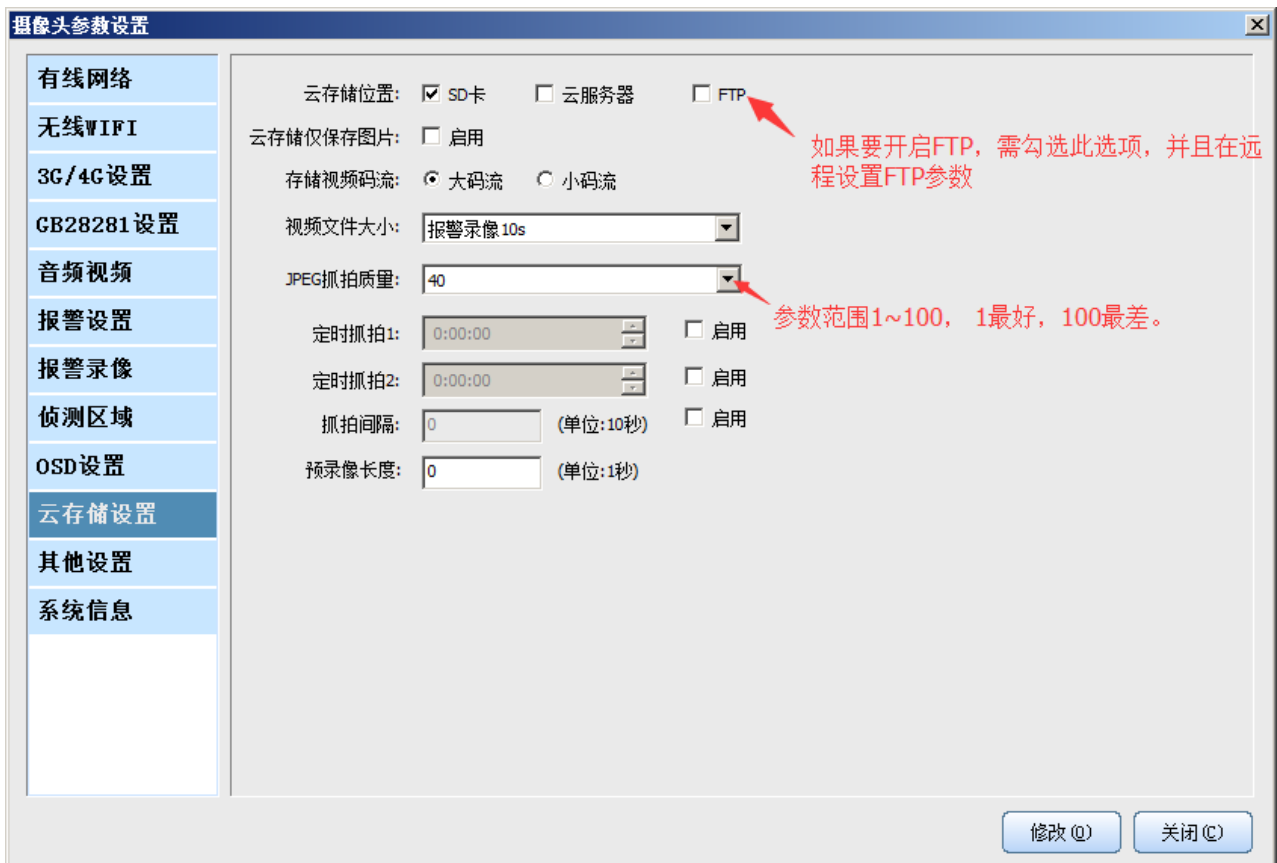 摄像头参数设置
有线网络
无线WIFI
3G/4G设置
GB28281设置
音频视频
报警设置
报警录像
侦测区域
OSD设置
云存储设置
其他设置
系统信息
云存储位置: SD卡 云服务器 FTP
如果要开启FTP，需勾选此选项，并且在远
程设置FTP参数
云存储仅保存图片: 启用
存储视频码流: 大码流 小码流
视频文件大小: 报警录像10s
JPEG抓拍质量: 40
参数范围1~100， 1最好，100最差。
定时抓拍1: 0:00:00 启用
定时抓拍2: 0:00:00 启用
抓拍间隔: 0 (单位:10秒) 启用
预录像长度: 0 (单位:1秒)
修改(O) 关闭(C)